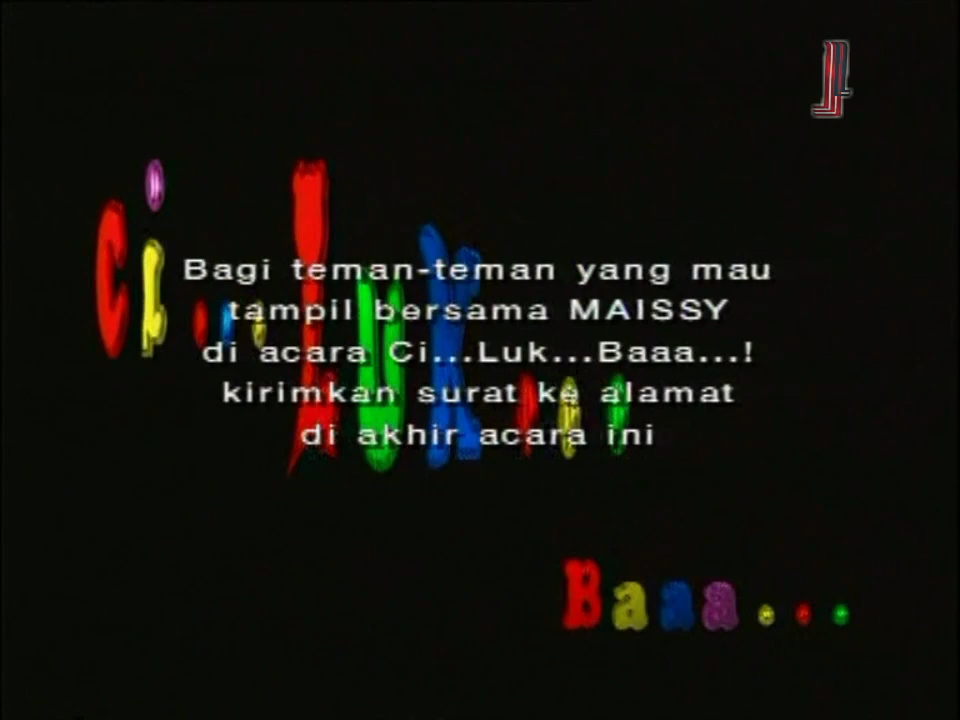 Ci...Luk...
Bagi teman-teman yang mau
tampil bersama MAISSY
di acara Ci...Luk...Baaa...!
kirimkan surat ke alamat
di akhir acara ini
Baaa...